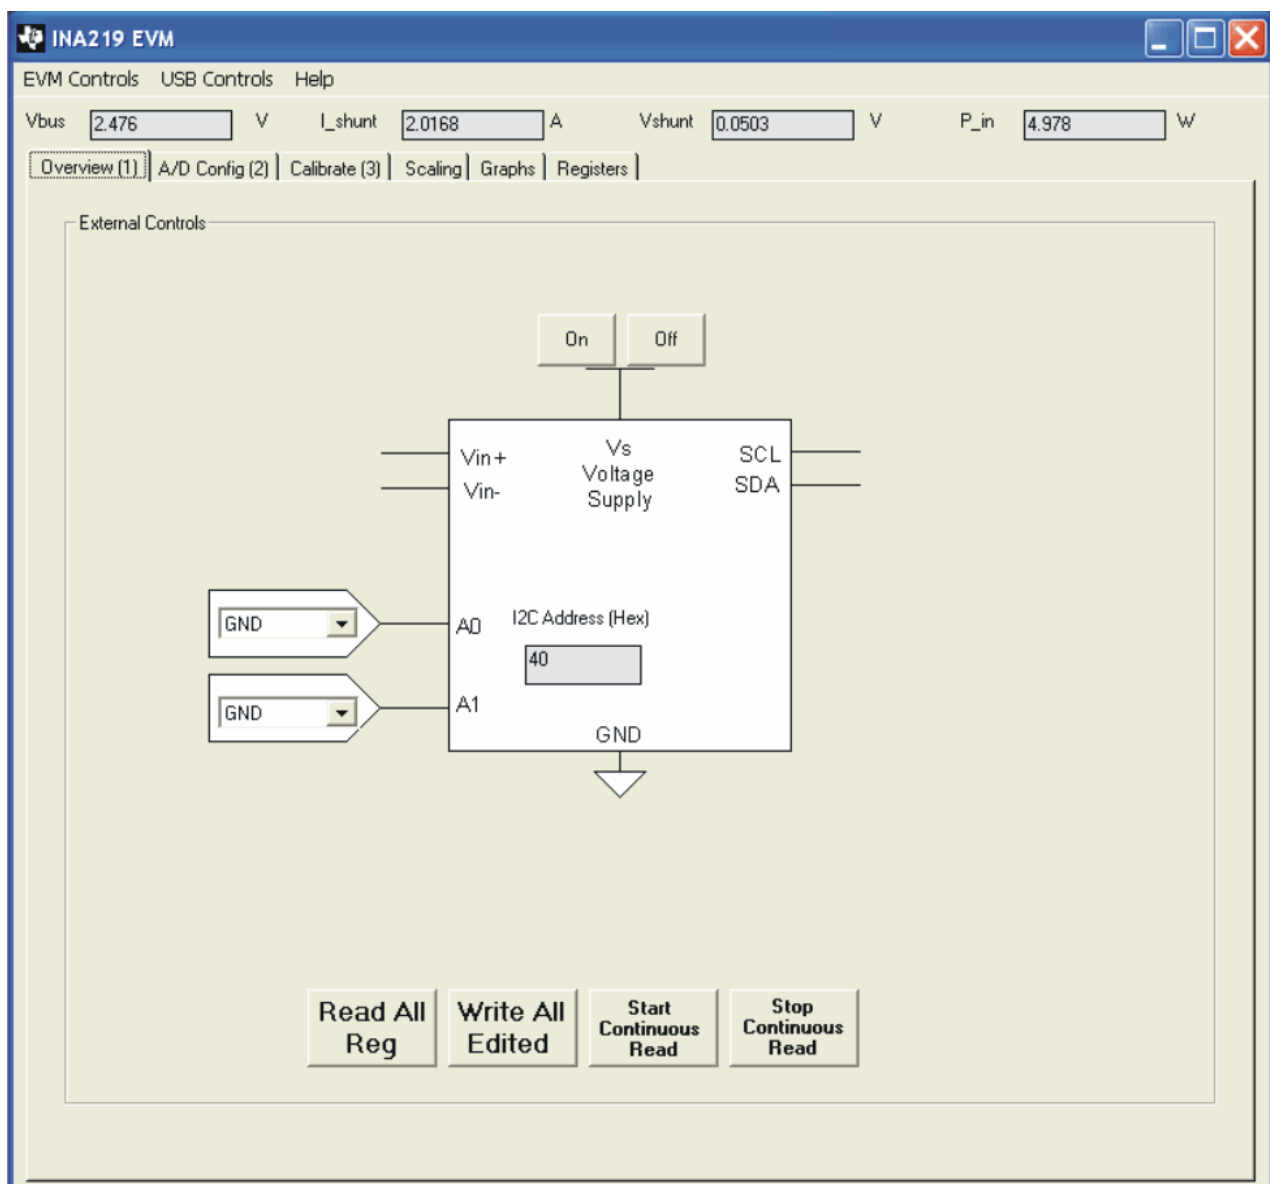 INA219 EVM
EVM Controls USB Controls Help
Vbus 2.476 V I_shunt 2.0168 A Vshunt 0.0503 V P_in 4.978 W
Overview (1) A/D Config (2) Calibrate (3) Scaling Graphs Registers
External Controls
On Off
Vin+ Vs SCL
Voltage
Vin- Supply SDA
GND A0 I2C Address (Hex)
40
GND A1
GND
Read All Write All Start Stop
Reg Edited Continuous Continuous
Read Read